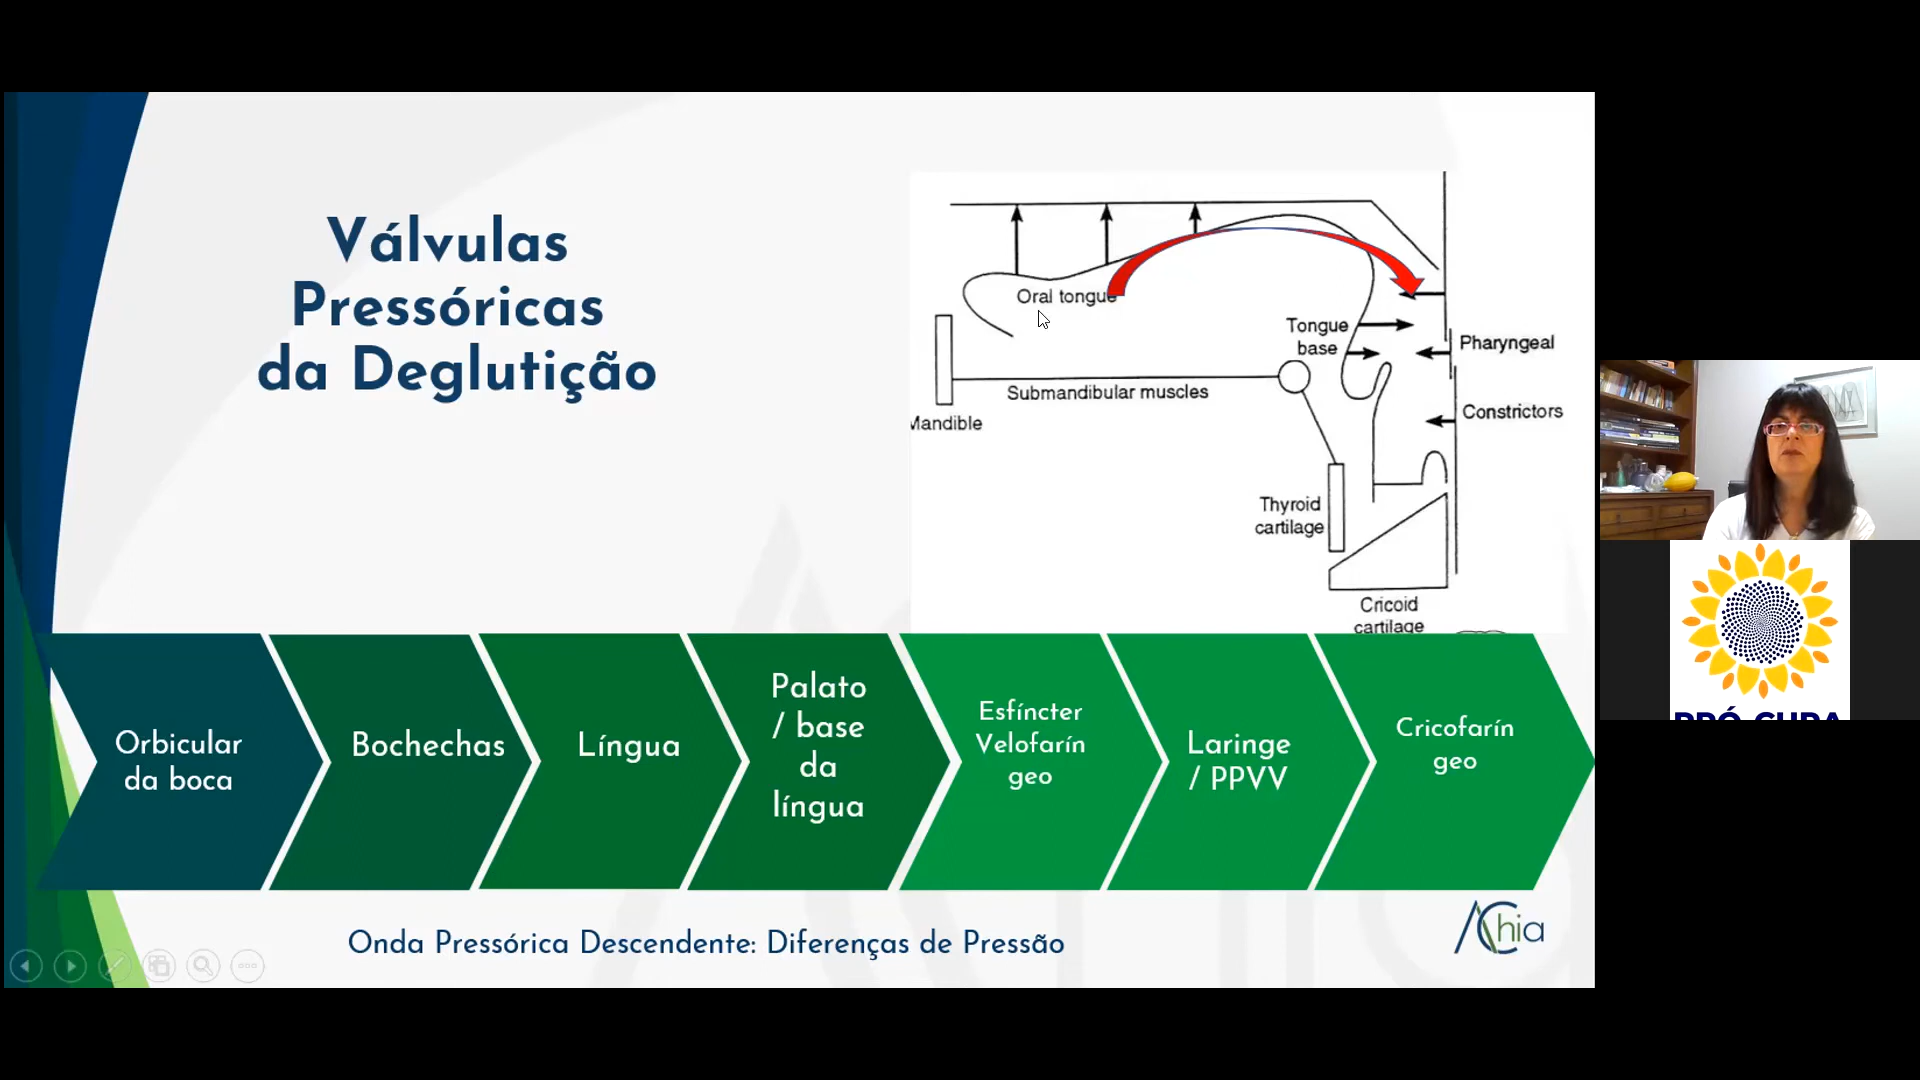 Válvulas
Pressóricas
da Deglutição
Oral tongue
Tongue
base
Pharyngeal
Submandibular muscles
Mandible
Constrictors
Thyroid
cartilage
Cricoid
cartilage
Orbicular
da boca
Bochechas
Língua
Palato
/ base
da
língua
Esfíncter
Velofarín
geo
Laringe
/ PPVV
Cricofarín
geo
Onda Pressórica Descendente: Diferenças de Pressão
AChia
PRÓ-CURA